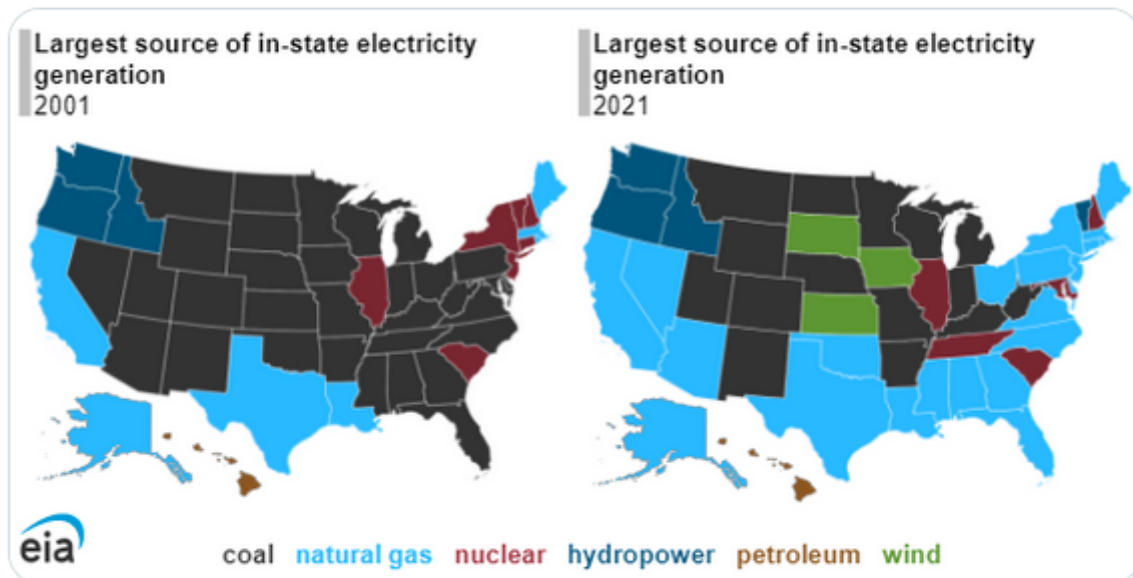 Largest source of in-state electricity
generation
2001
Largest source of in-state electricity
generation
2021
eia
coal natural gas nuclear hydropower petroleum wind